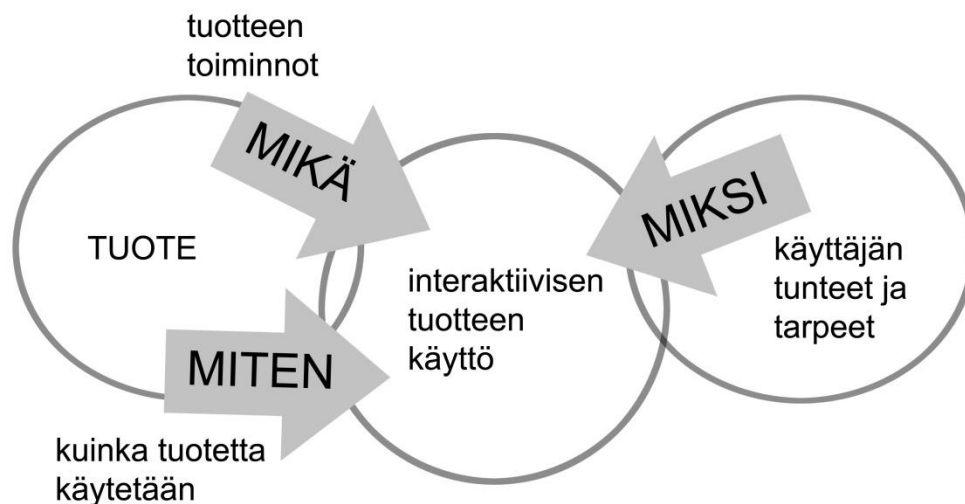 tuotteen
toiminnot
MIKÄ
MIKSI
TUOTE
käyttäjän
tunteet ja
tarpeet
interaktiivisen
tuotteen
käyttö
MITEN
kuinka tuotetta
käytetään